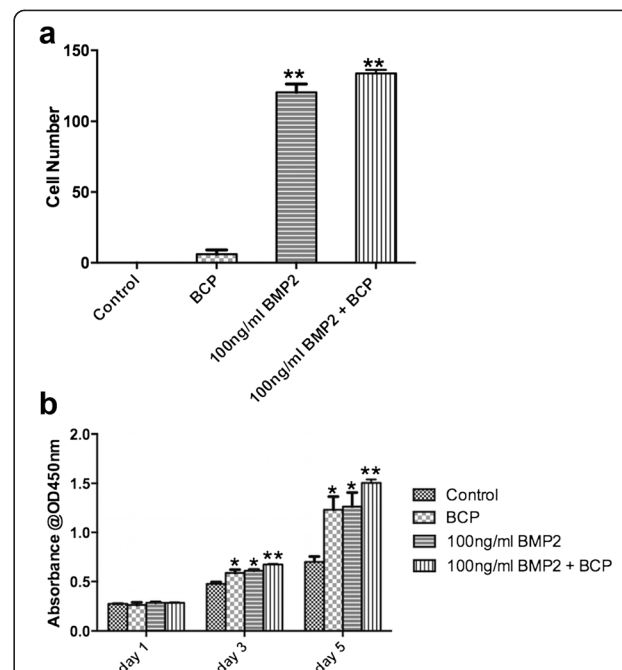 a
150
100
50
0
Cell Number
**
**
Control
BCP
100ng/ml BMP2
100ng/ml BMP2 + BCP
b
2.0
1.5
1.0
0.5
0.0
Absorbance @OD450nm
* * **
* * **
day 1
day 3
day 5
Control
BCP
100ng/ml BMP2
100ng/ml BMP2 + BCP